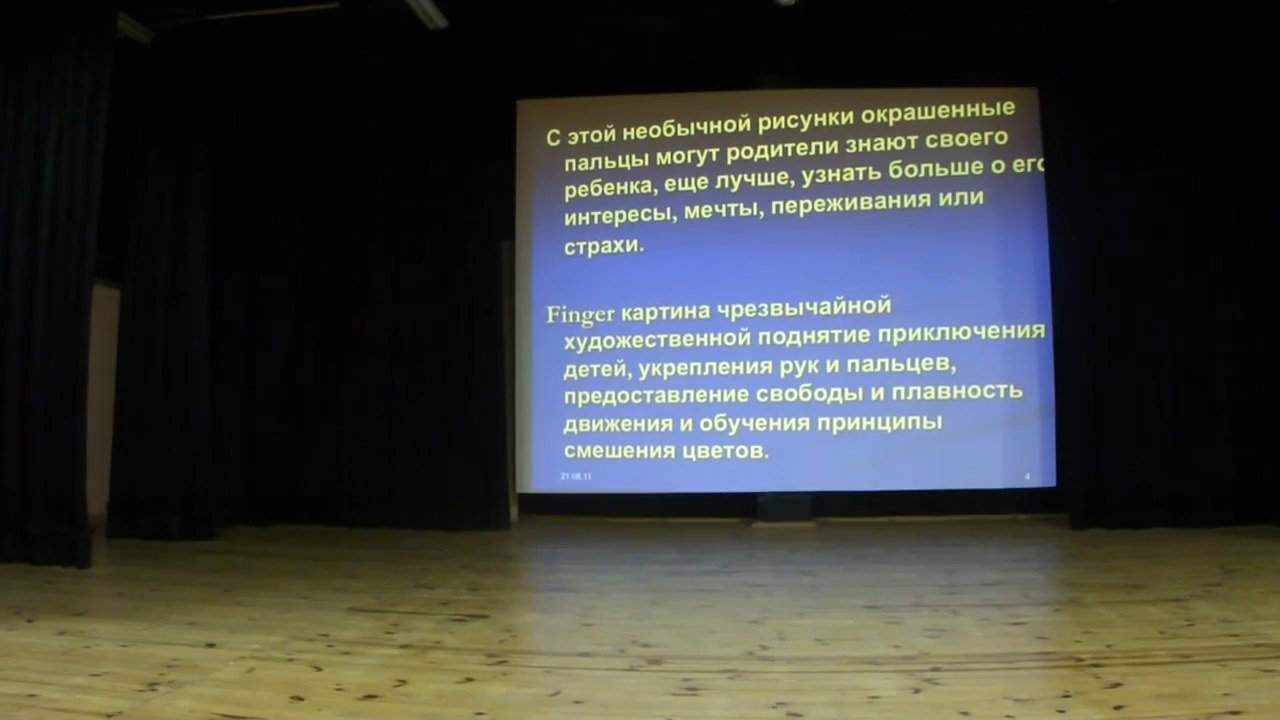 С этой необычной рисунки окрашенные
пальцы могут родители знают своего
ребенка, еще лучше, узнать больше о его
интересы, мечты, переживания или
страхи.
Finger картина чрезвычайной
художественной поднятие приключения
детей, укрепления рук и пальцев,
предоставление свободы и плавность
движения и обучения принципы
смешения цветов.
21.08.11
4